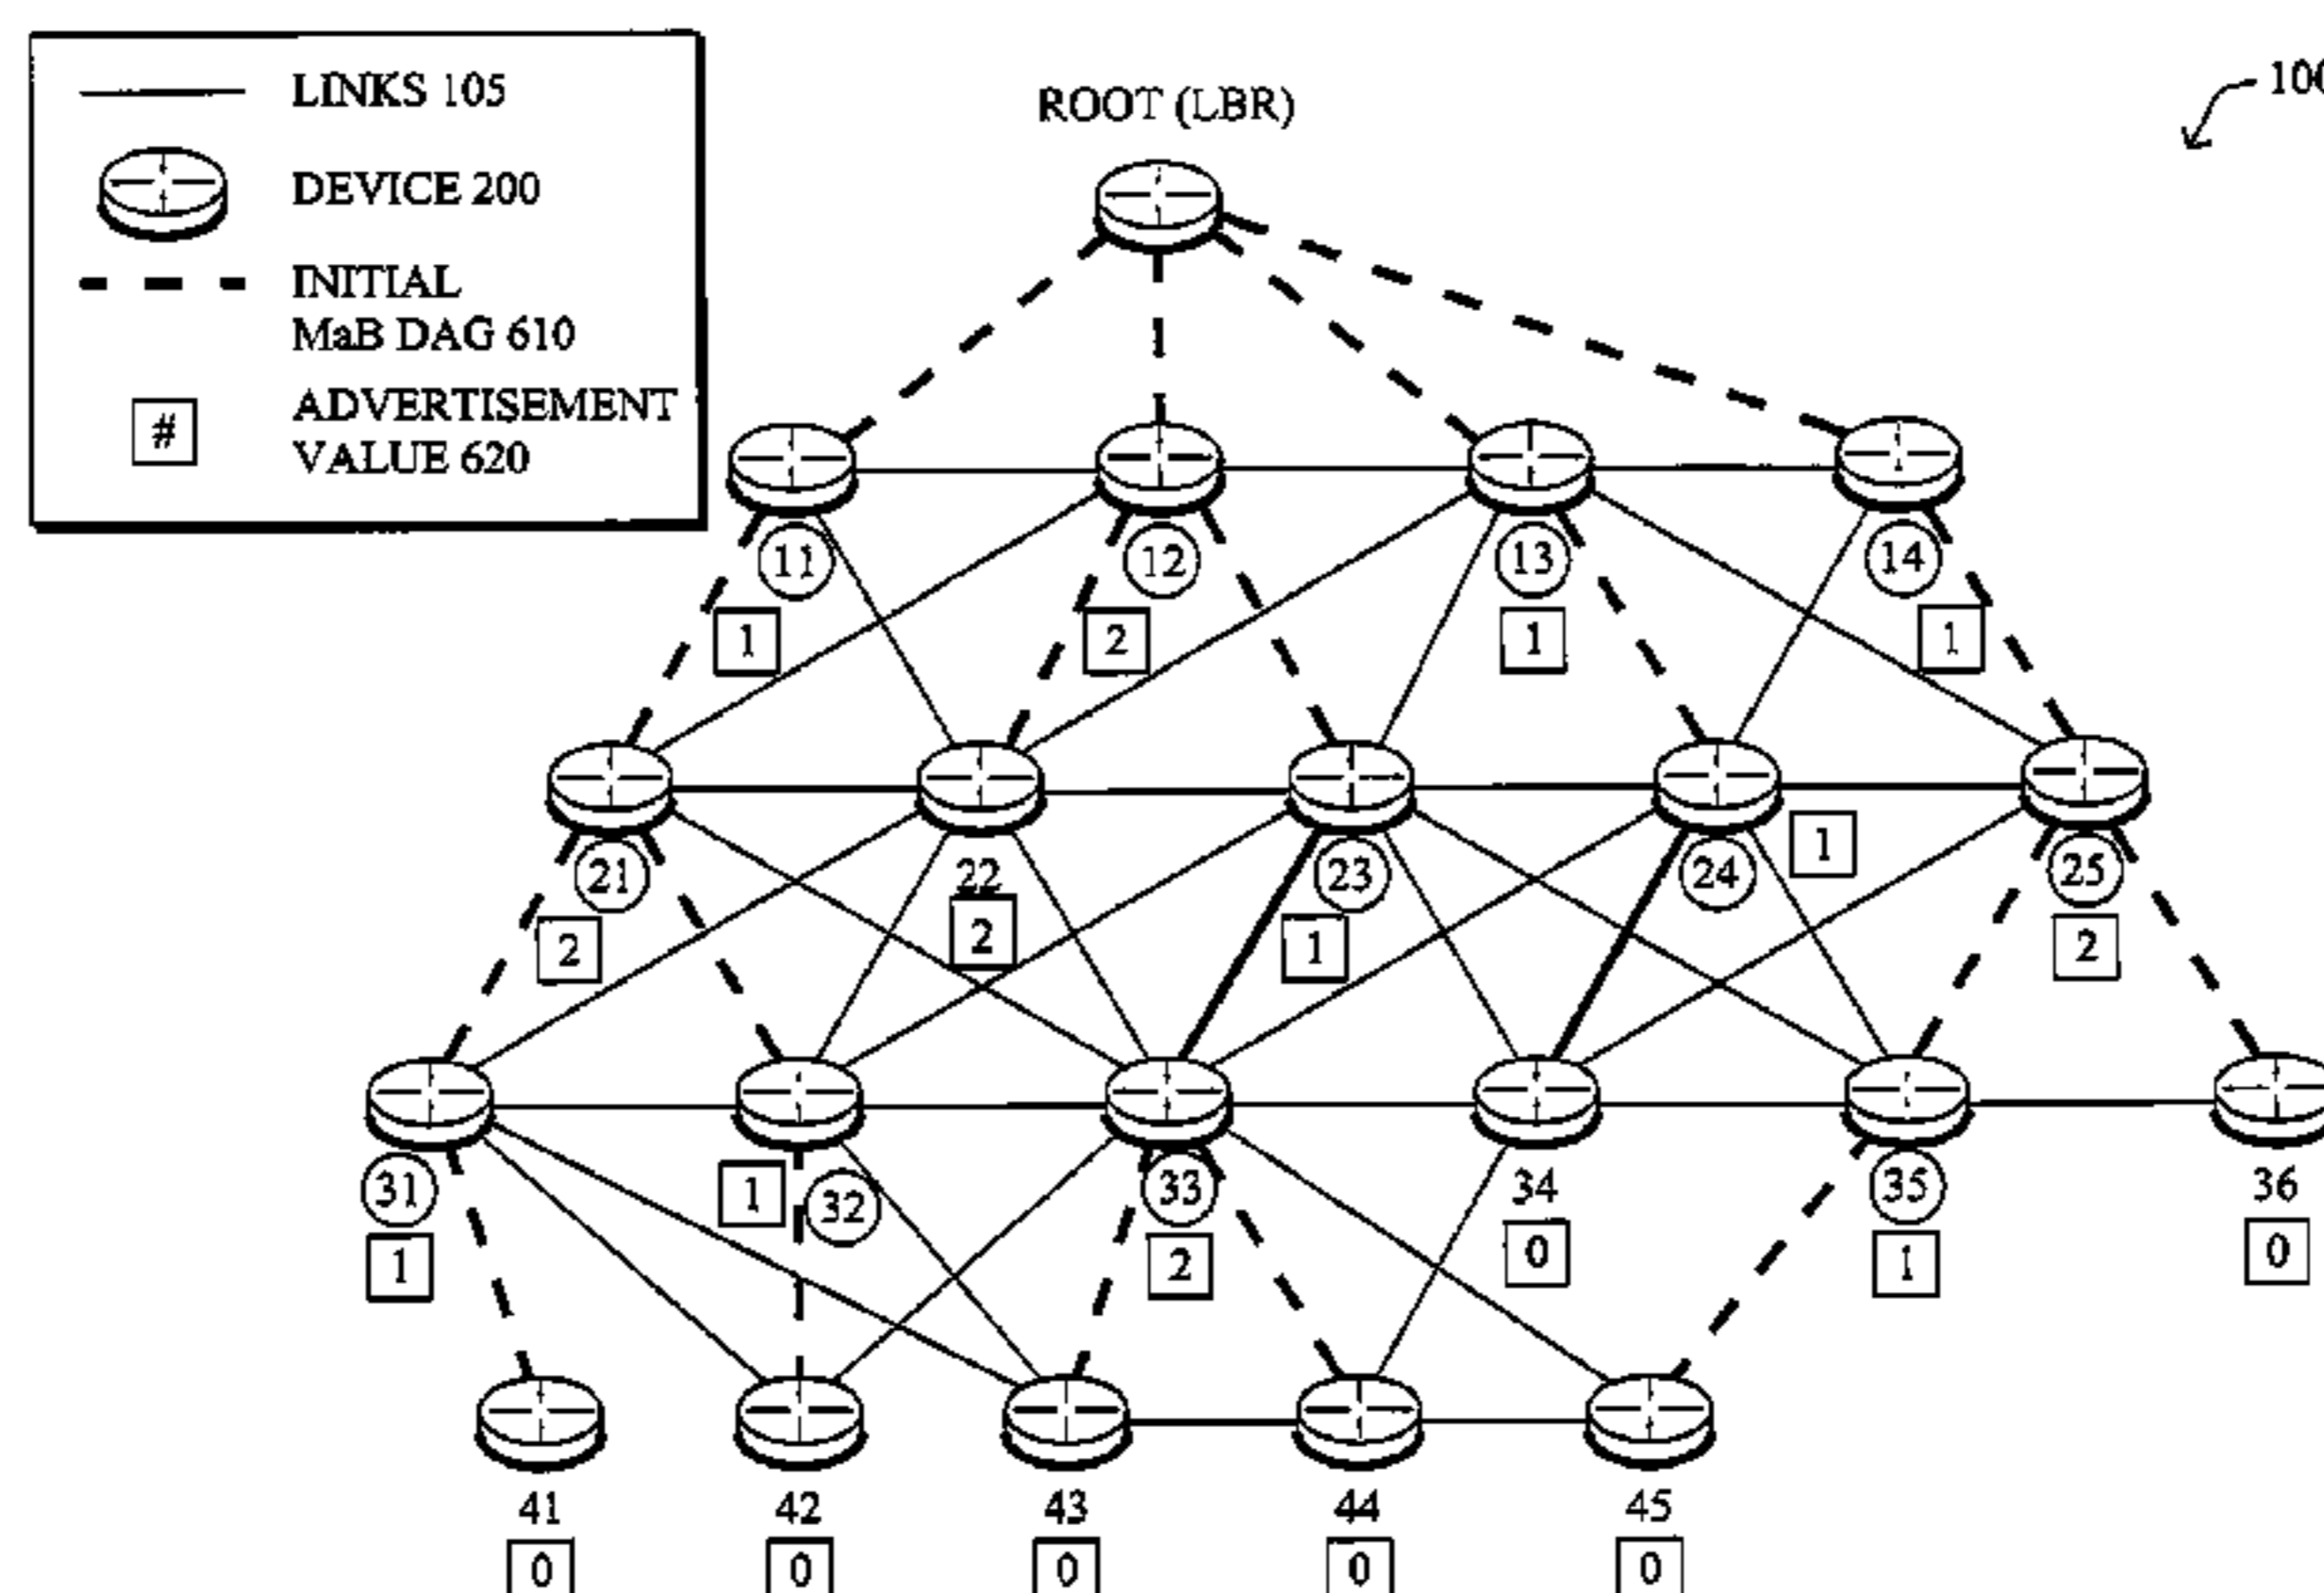 LINKS 105
DEVICE 200
INITIAL
MaB DAG 610
#
ADVERTISEMENT
VALUE 620
ROOT (LBR)
11 12 13 14
1 2 1 1
1
21 22 23 24 25
2 2 1 2
31 1 32 33 34 35 36
1 2 0 1 0
41 42 43 44 45
0 0 0 0 0